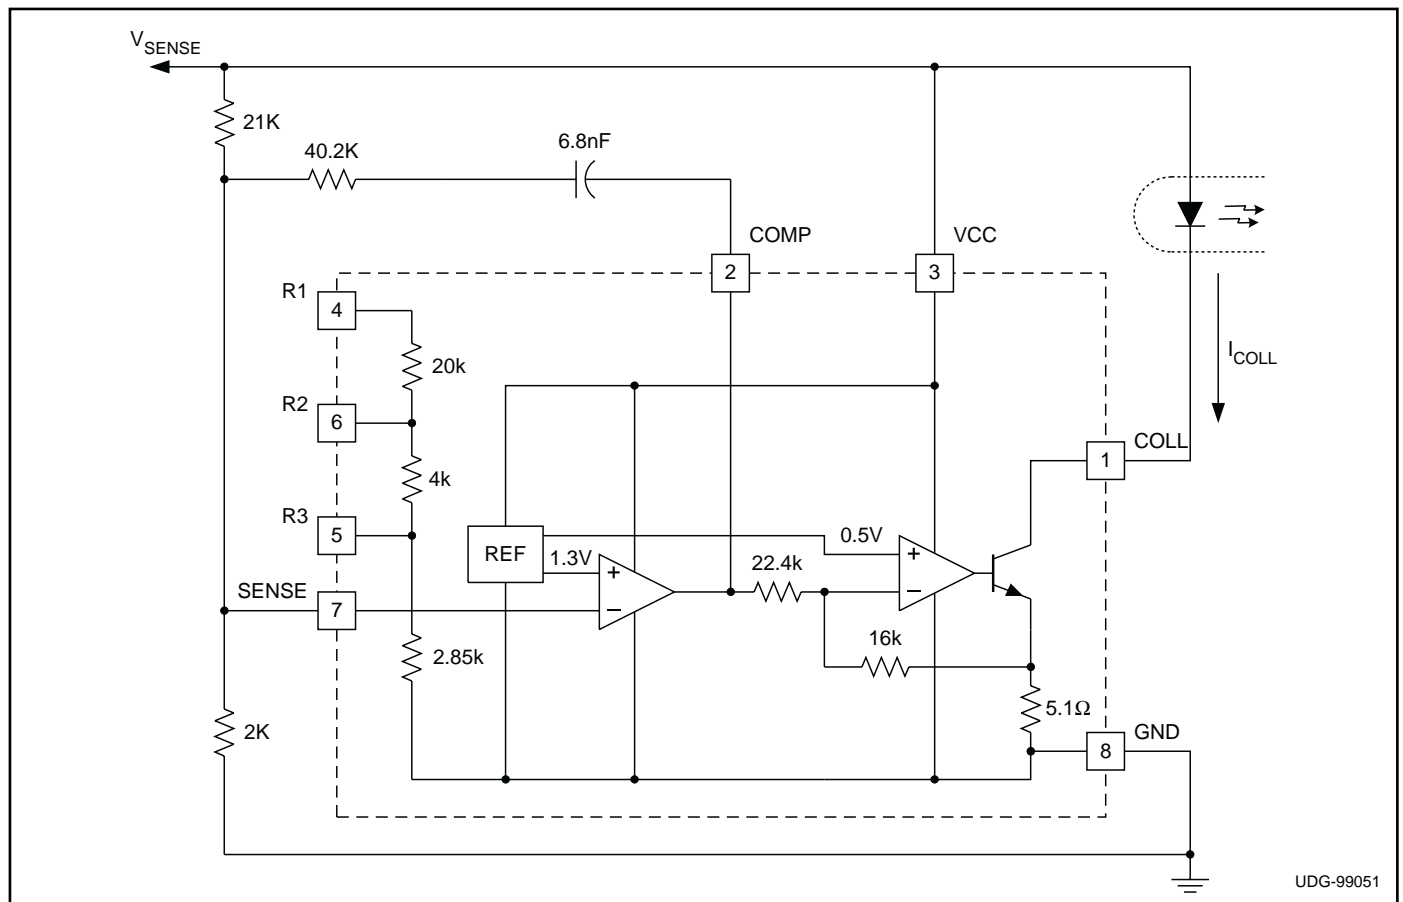 VSENSE
21K
40.2K
6.8nF
COMP
VCC
2
3
R1
4
20k
ICOLL
R2
6
4k
COLL
1
R3
5
REF
1.3V
0.5V
+
+
22.4k
SENSE
7
–
–
16k
2.85k
5.1Ω
2K
GND
8
UDG-99051